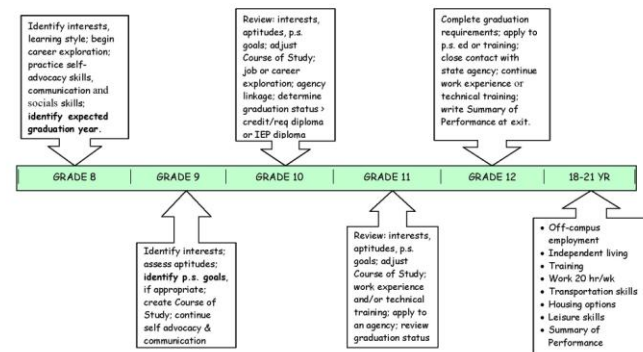 Identify interests,
learning style; begin
career exploration;
practice self-
advocacy skills,
communication and
socials skills;
identify expected
graduation year.
Review: interests,
aptitudes, p.s.
goals; adjust
Course of Study;
job or career
exploration; agency
linkage; determine
graduation status >
credit/req diploma
or IEP diploma
Complete graduation
requirements; apply to
p.s. ed or training;
close contact with
state agency; continue
work experience or
technical training;
write Summary of
Performance at exit.
GRADE 8 GRADE 9 GRADE 10 GRADE 11 GRADE 12 18-21 YR
Identify interests;
assess aptitudes;
identify p.s. goals,
if appropriate;
create Course of
Study; continue
self advocacy &
communication
Review: interests,
aptitudes, p.s.
goals; adjust
Course of Study;
work experience
and/or technical
training; apply to
an agency; review
graduation status
• Off-campus
employment
• Independent living
• Training
• Work 20 hr/wk
• Transportation skills
• Housing options
• Leisure skills
• Summary of
Performance